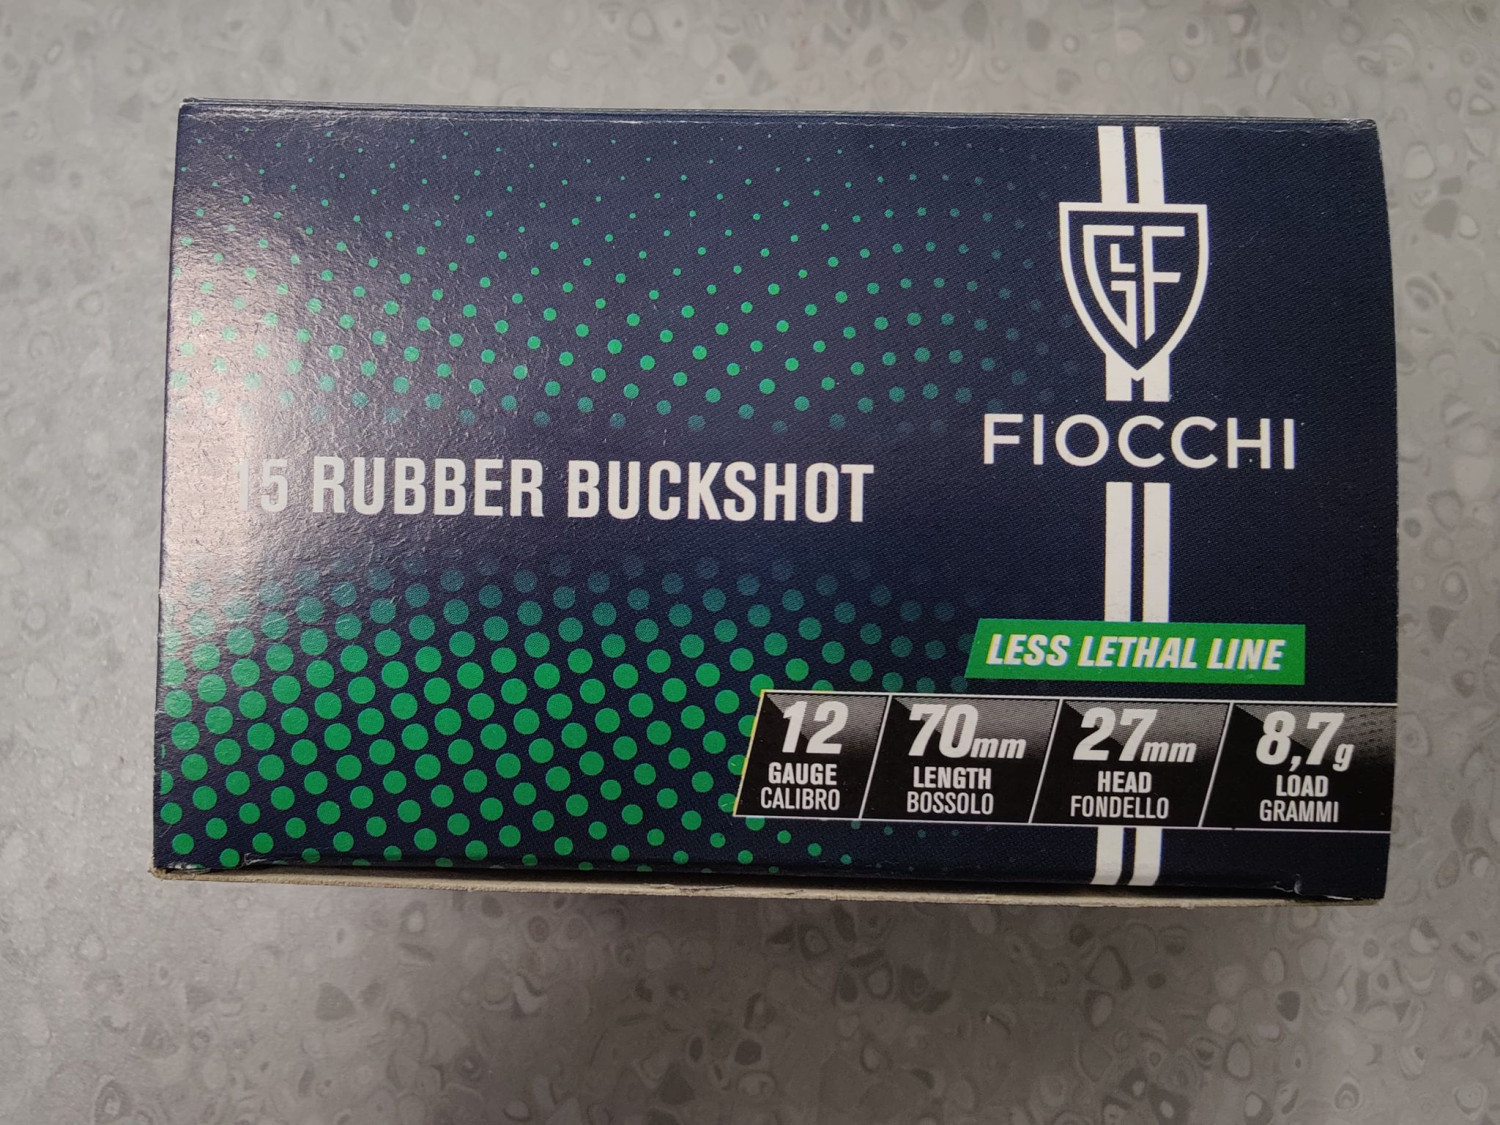 GLF
FIOCCHI
15 RUBBER BUCKSHOT
LESS LETHAL LINE
12 70mm 27mm 8,7g
GAUGE LENGTH HEAD LOAD
CALIBRO BOSSOLO FONDELLO GRAMMI